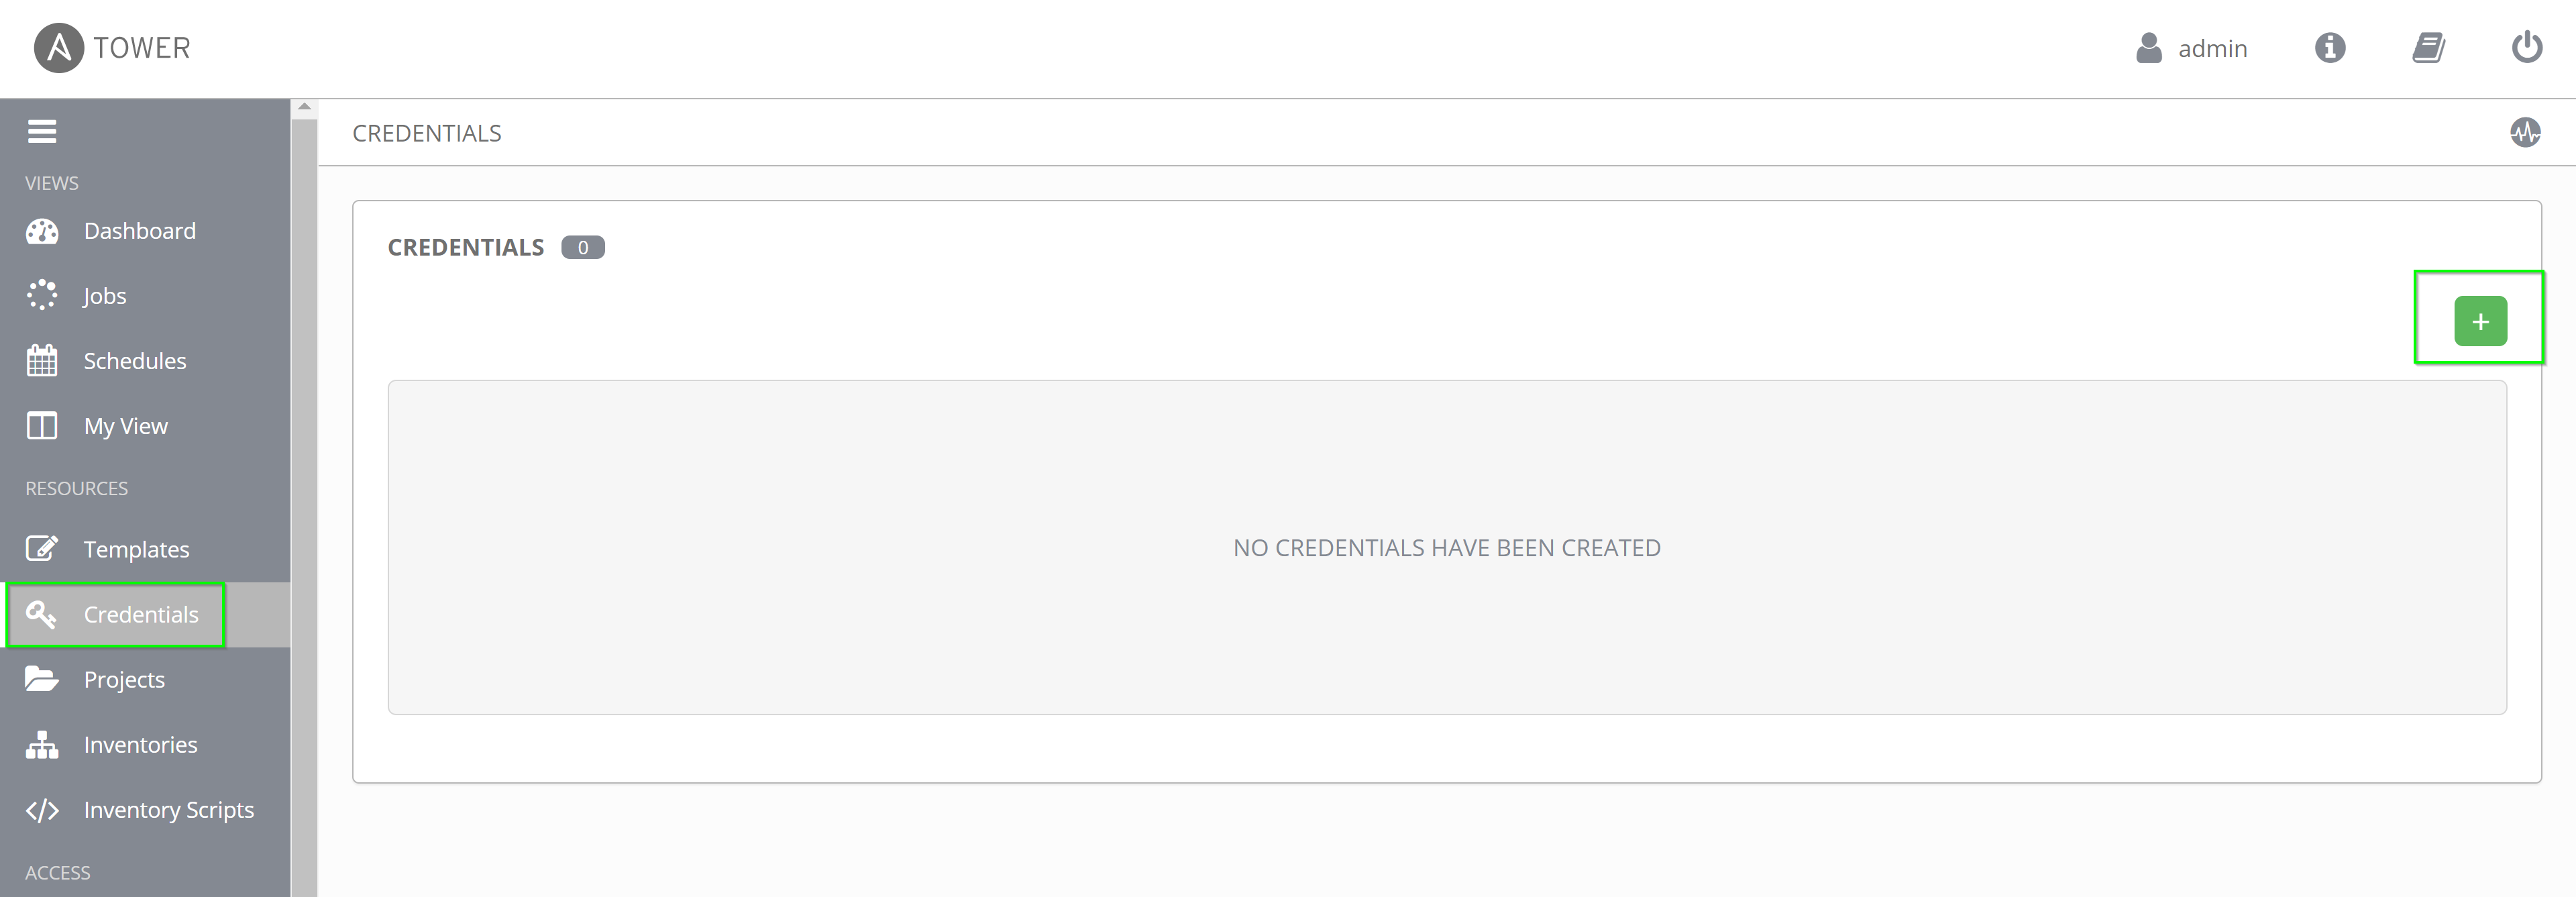 TOWER
admin
VIEWS
Dashboard
Jobs
Schedules
My View
RESOURCES
Templates
Credentials
Projects
Inventories
Inventory Scripts
ACCESS
CREDENTIALS
CREDENTIALS 0
+
NO CREDENTIALS HAVE BEEN CREATED